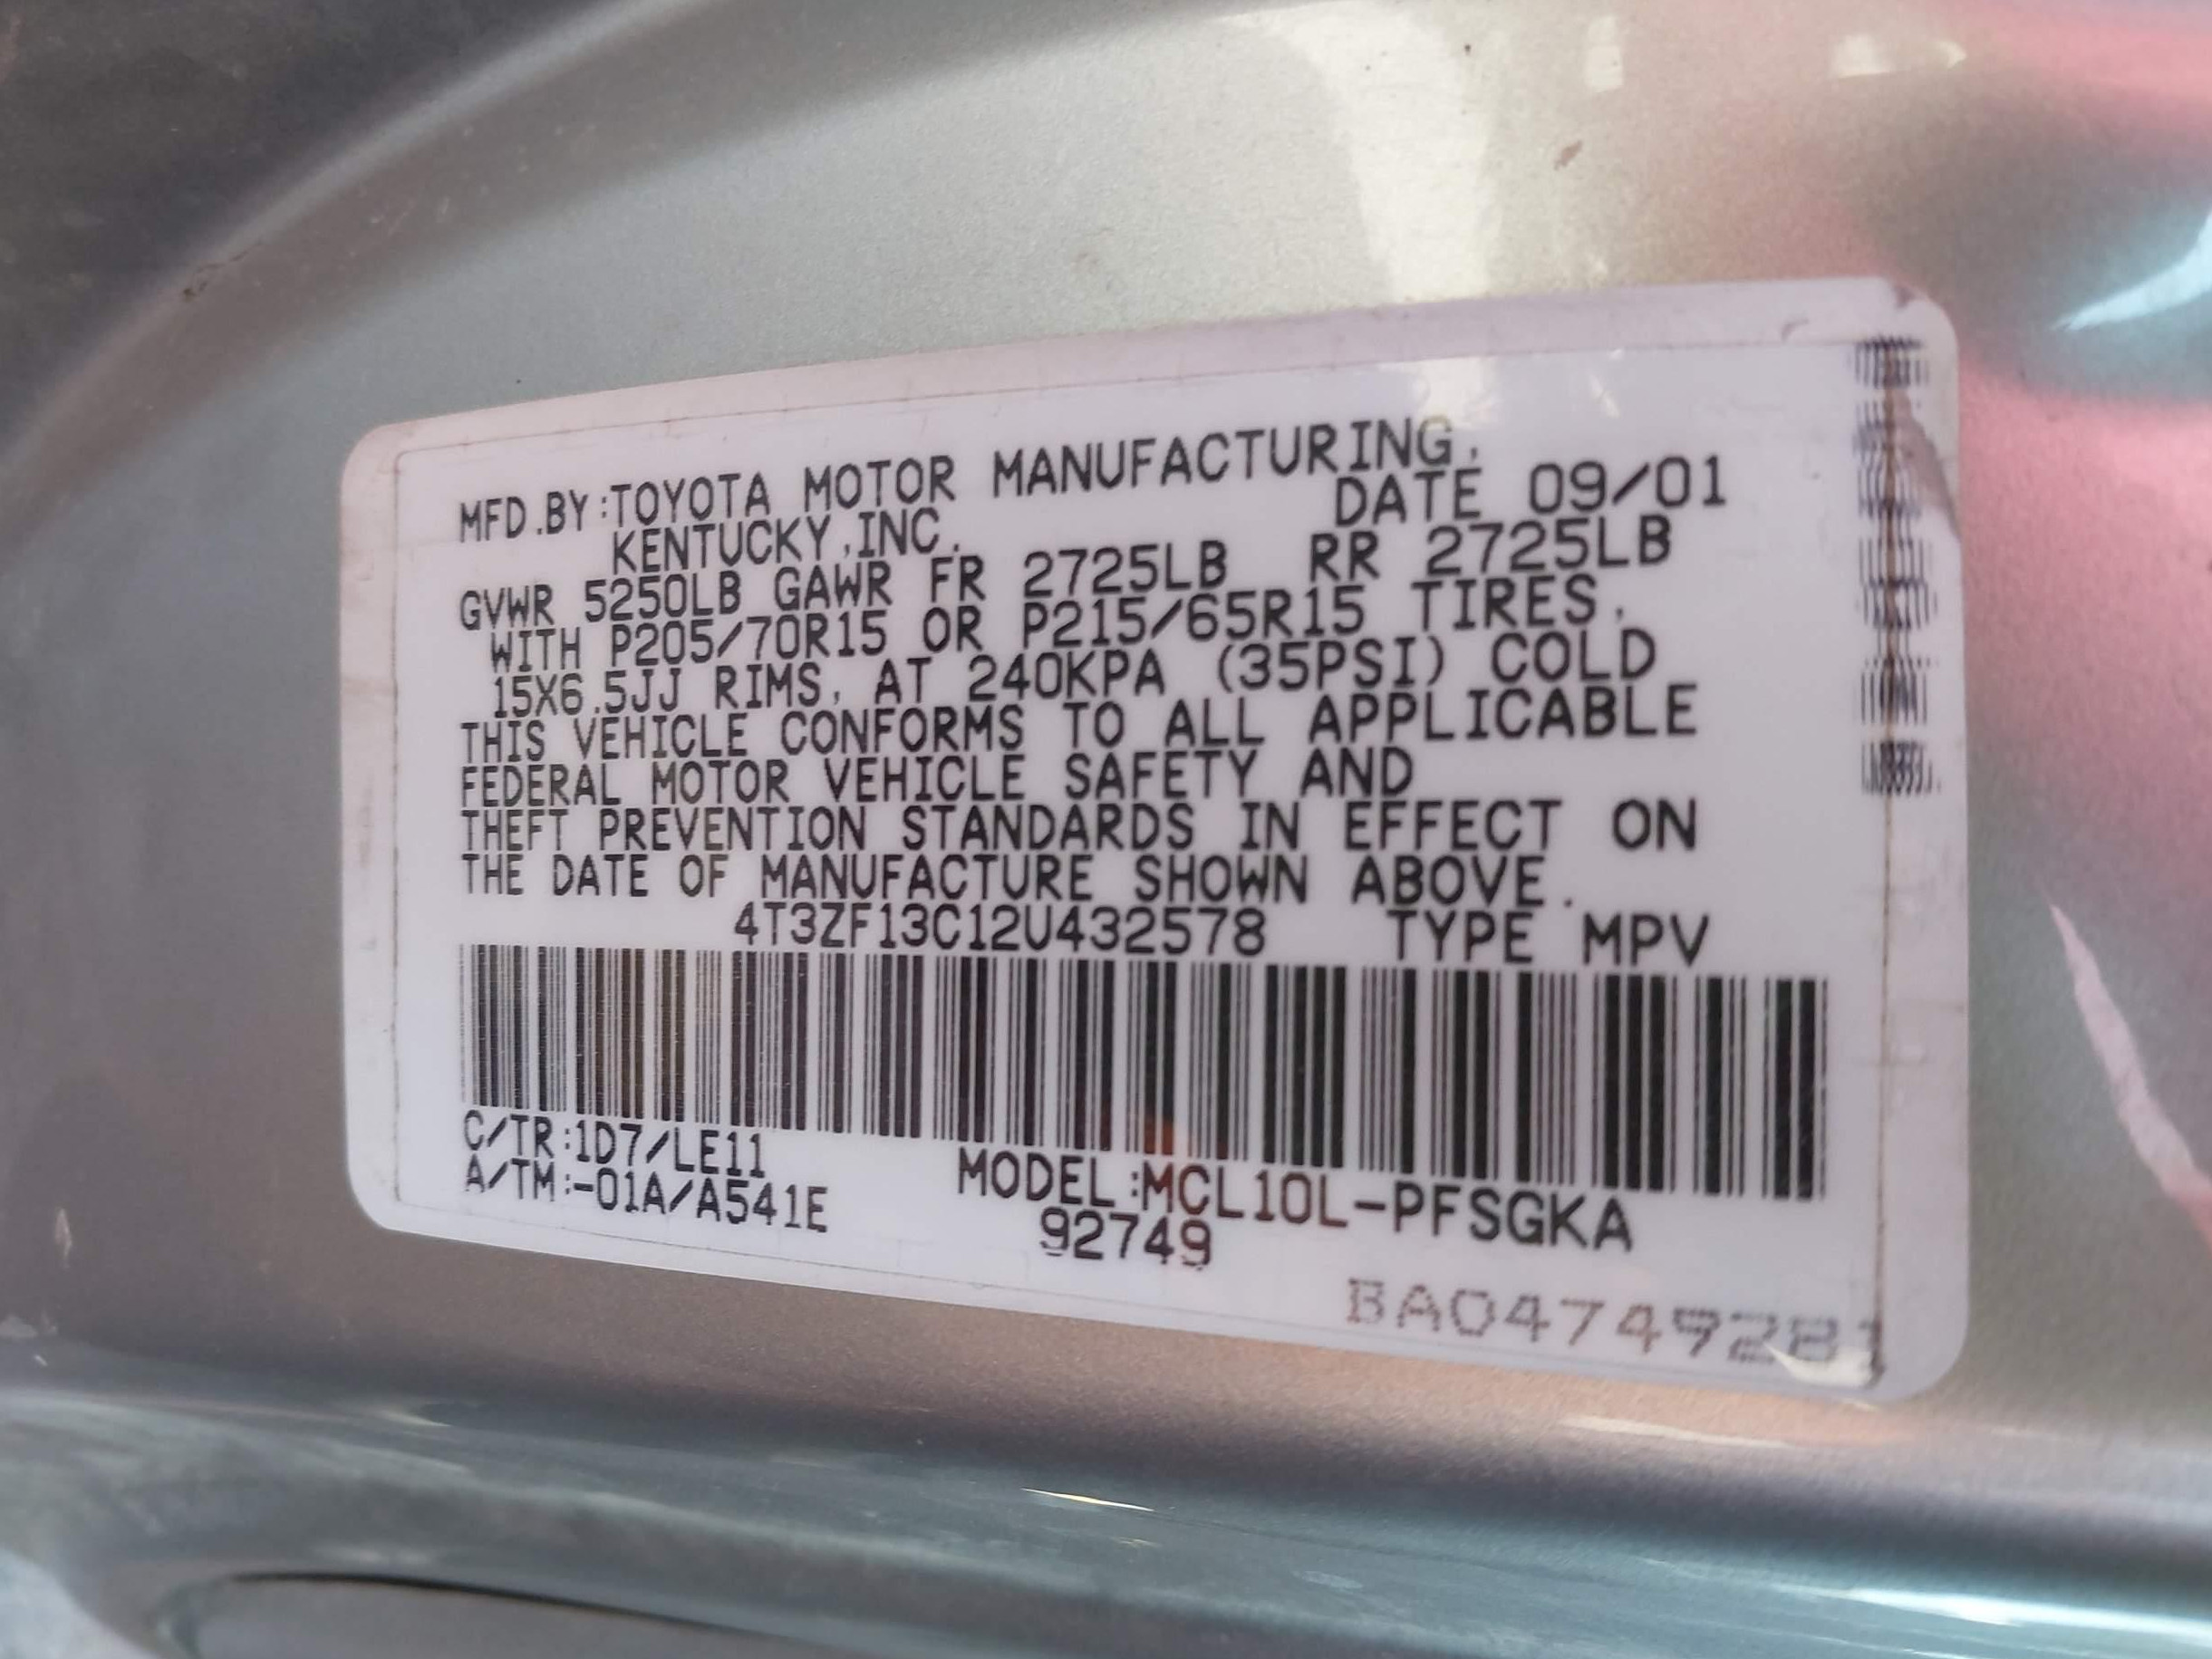 MFD.BY:TOYOTA MOTOR MANUFACTURING,
KENTUCKY,INC. DATE 09/01
GVWR 5250LB GAWR FR 2725LB RR 2725LB
WITH P205/70R15 OR P215/65R15 TIRES,
15X6.5JJ RIMS, AT 240KPA (35PSI) COLD
THIS VEHICLE CONFORMS TO ALL APPLICABLE
FEDERAL MOTOR VEHICLE SAFETY AND
THEFT PREVENTION STANDARDS IN EFFECT ON
THE DATE OF MANUFACTURE SHOWN ABOVE.
4T3ZF13C12U432578 TYPE MPV
C/TR:1D7/LE11
A/TM:-01A/A541E
MODEL:MCL10L-PFSGKA
92749